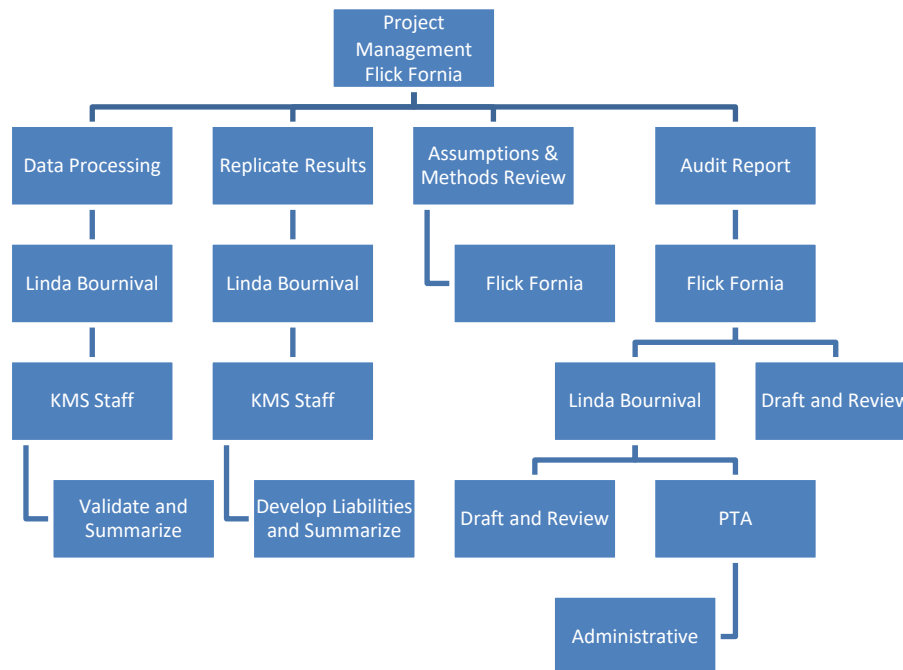 Project
Management
Flick Fornia
Data Processing
Replicate Results
Assumptions &
Methods Review
Audit Report
Linda Bournival
Linda Bournival
Flick Fornia
Flick Fornia
KMS Staff
KMS Staff
Linda Bournival
Draft and Review
Validate and
Summarize
Develop Liabilities
and Summarize
Draft and Review
PTA
Administrative